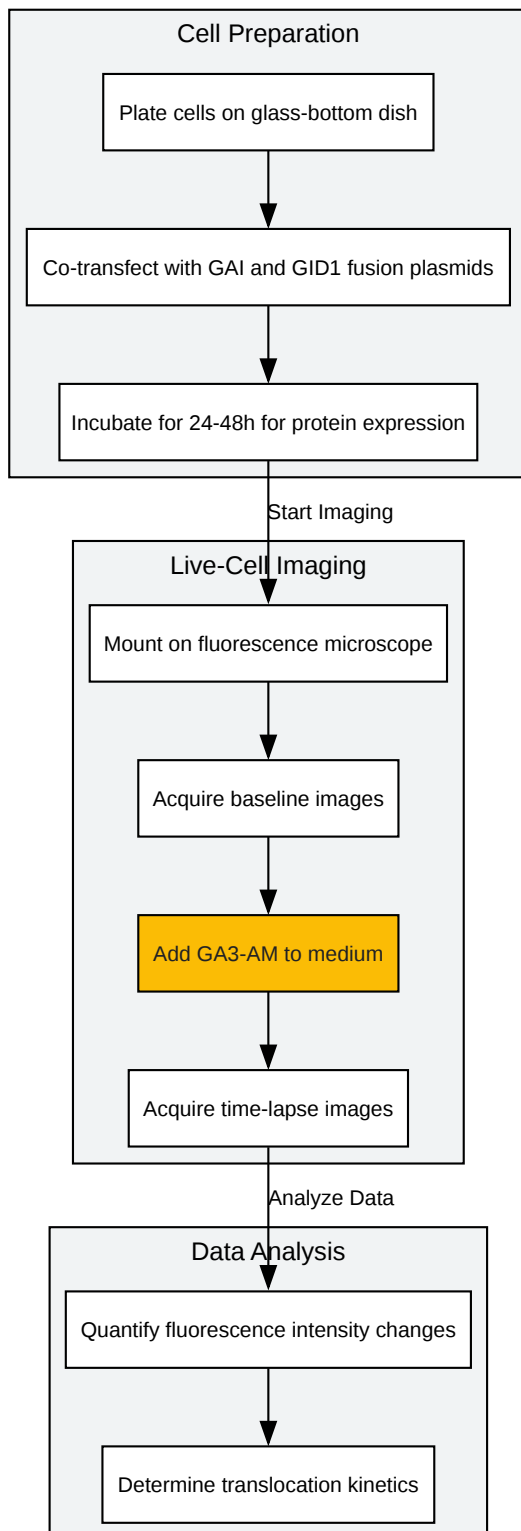 Cell Preparation
Plate cells on glass-bottom dish
Co-transfect with GAI and GID1 fusion plasmids
Incubate for 24-48h for protein expression
Start Imaging
Live-Cell Imaging
Mount on fluorescence microscope
Acquire baseline images
Add GA3-AM to medium
Acquire time-lapse images
Analyze Data
Data Analysis
Quantify fluorescence intensity changes
Determine translocation kinetics